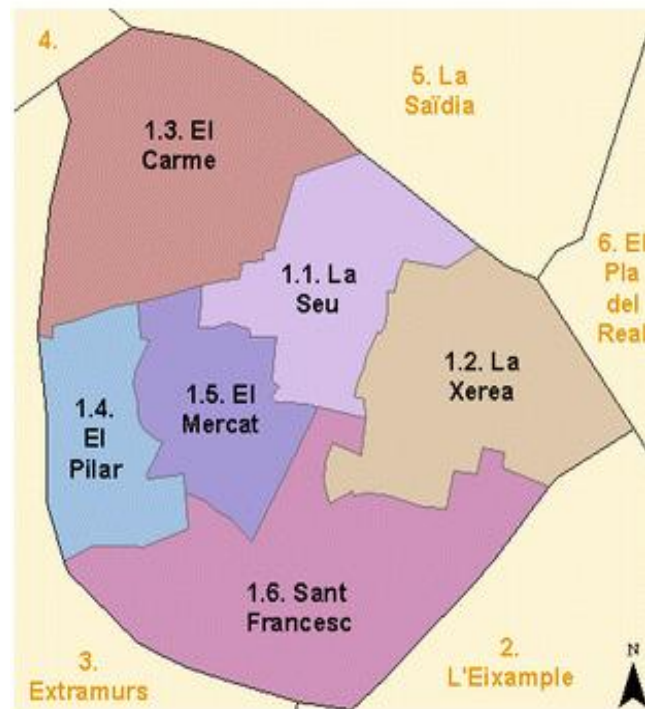 4.
5. La
Saïdia
1.3. El
Carme
6. El
Pla
del
Real
1.1. La
Seu
1.2. La
Xerea
1.5. El
Mercat
1.4.
El
Pilar
1.6. Sant
Francesc
3.
Extramurs
2.
L'Eixample
N